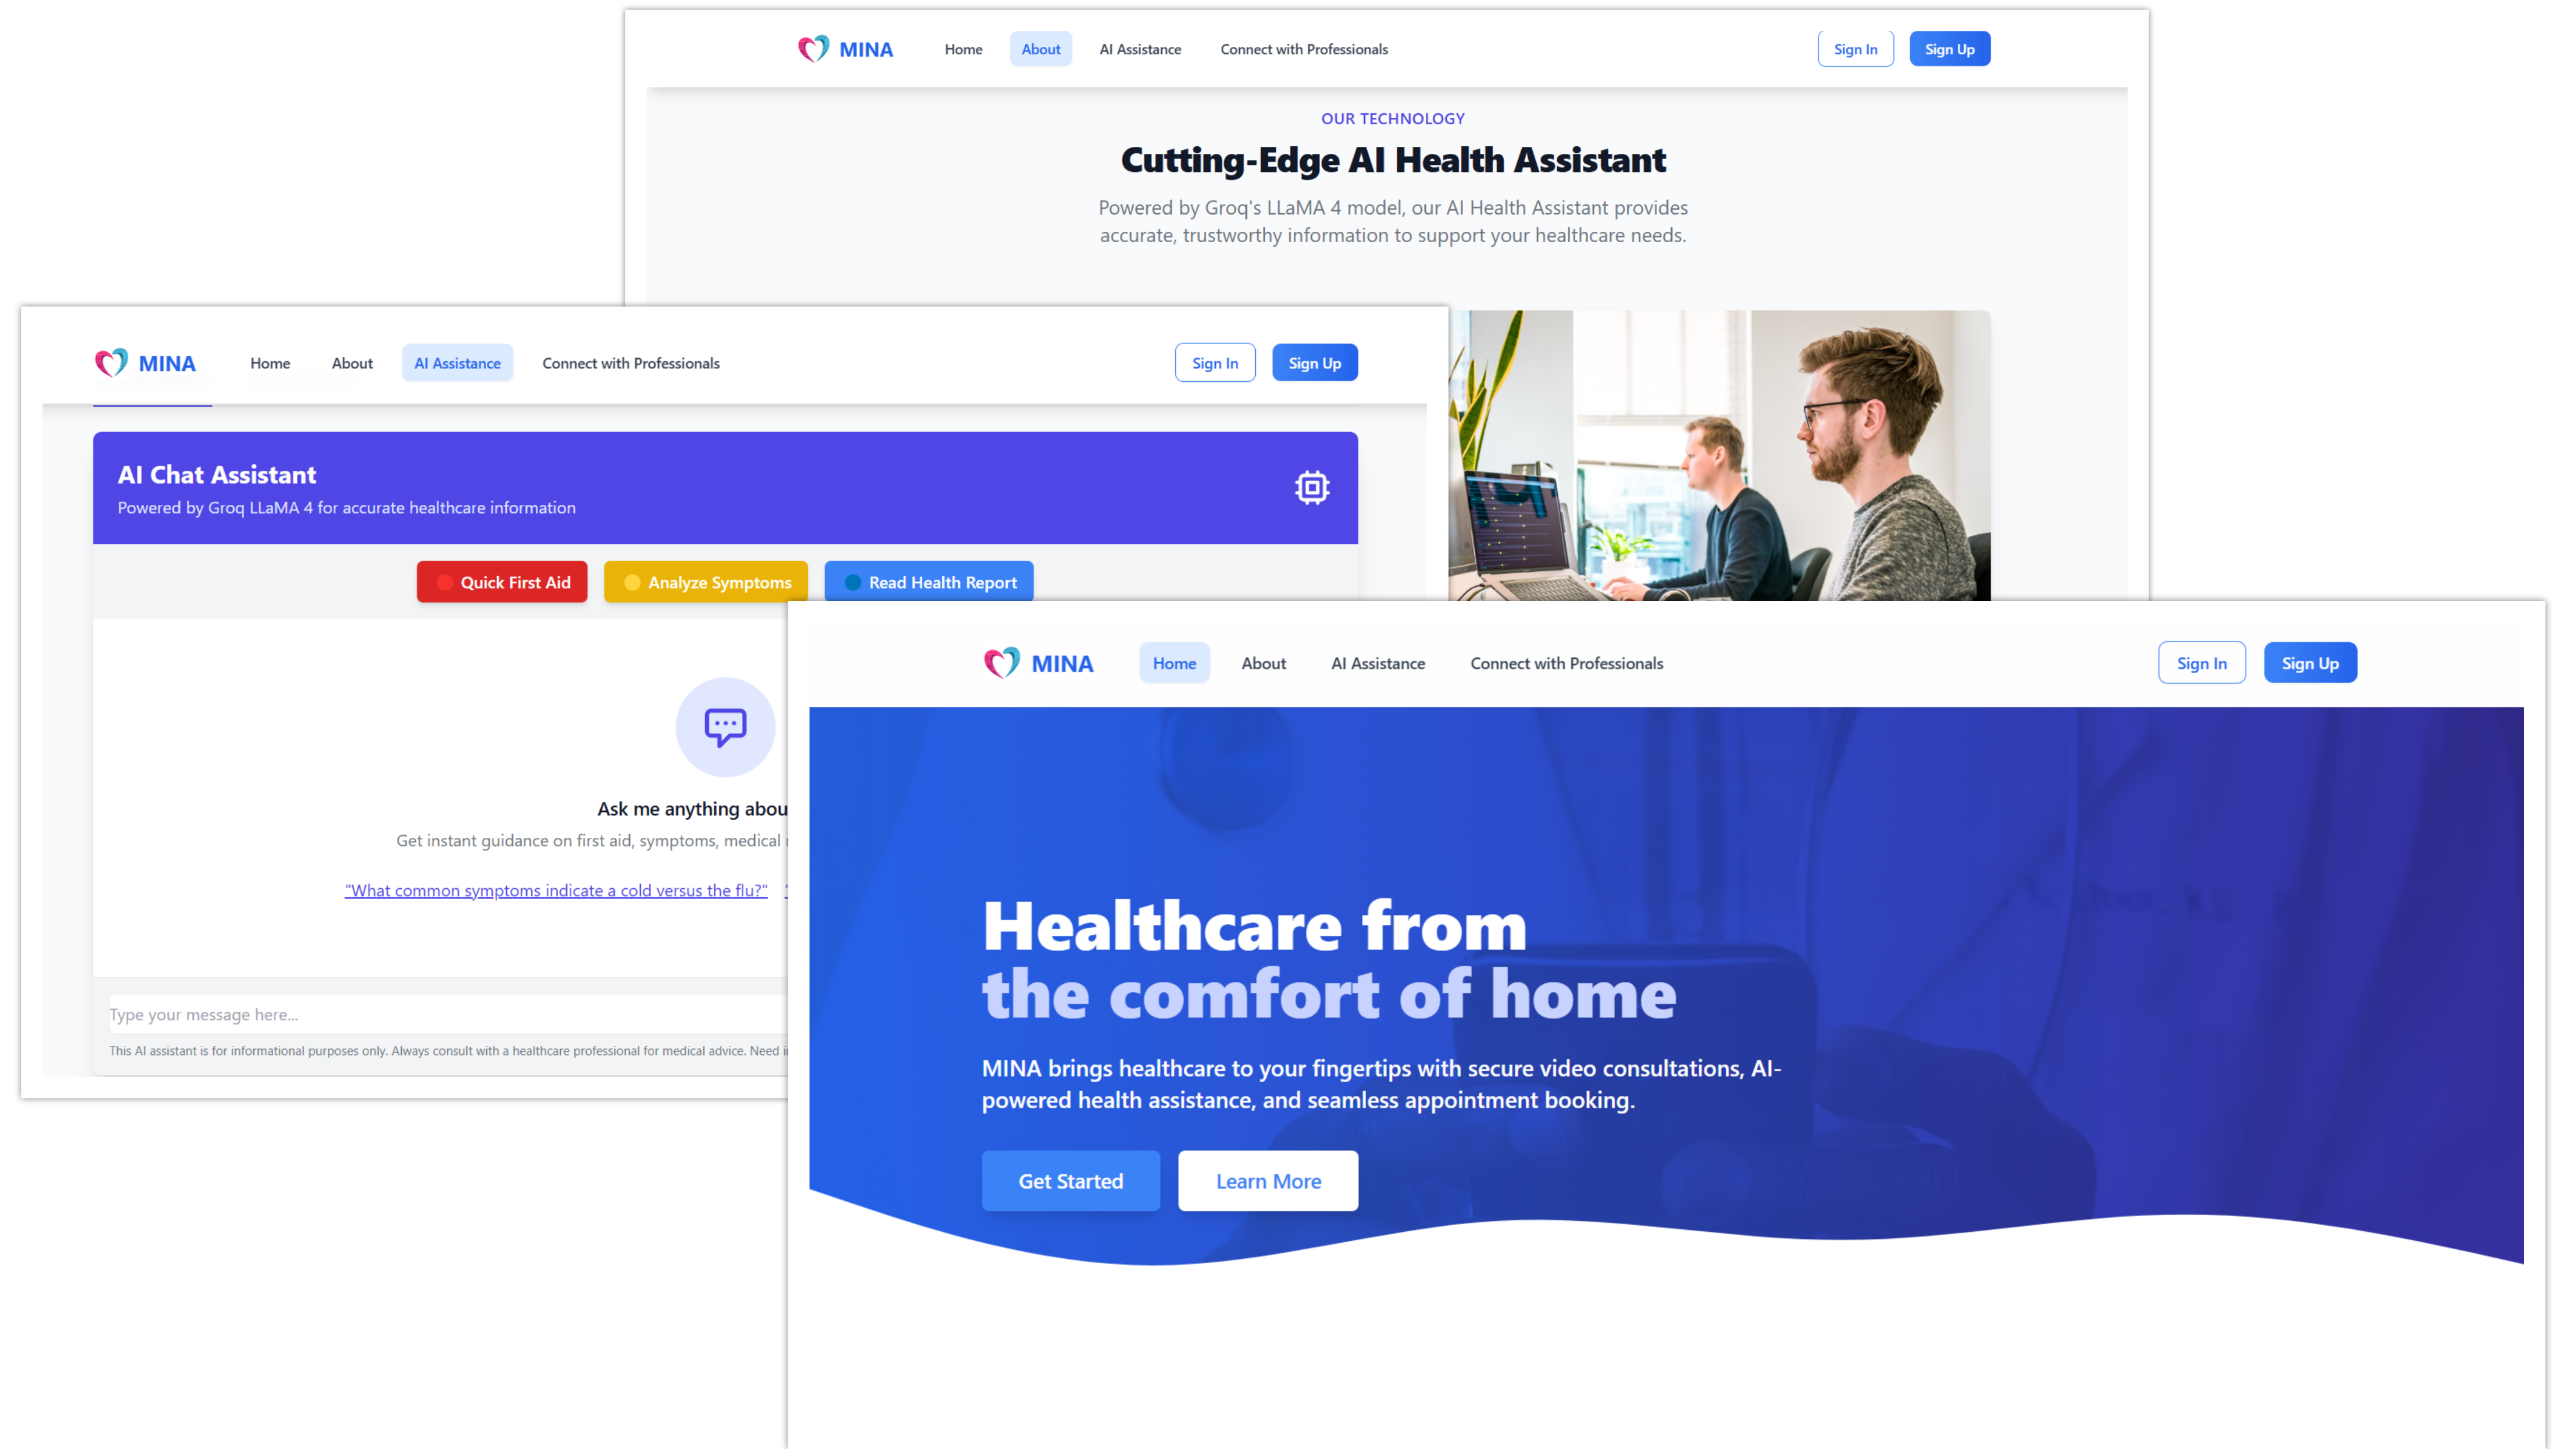 MINA
Home
About
AI Assistance
Connect with Professionals
Sign In
Sign Up
OUR TECHNOLOGY
Cutting-Edge AI Health Assistant
Powered by Groq's LLaMA 4 model, our AI Health Assistant provides
accurate, trustworthy information to support your healthcare needs.
MINA
Home
About
AI Assistance
Connect with Professionals
Sign In
Sign Up
AI Chat Assistant
Powered by Groq LLaMA 4 for accurate healthcare information
Quick First Aid
Analyze Symptoms
Read Health Report
Ask me anything abou
Get instant guidance on first aid, symptoms, medical
"What common symptoms indicate a cold versus the flu?"
Type your message here...
This AI assistant is for informational purposes only. Always consult with a healthcare professional for medical advice. Need
MINA
Home
About
AI Assistance
Connect with Professionals
Sign In
Sign Up
Healthcare from
the comfort of home
MINA brings healthcare to your fingertips with secure video consultations, AI-
powered health assistance, and seamless appointment booking.
Get Started
Learn More